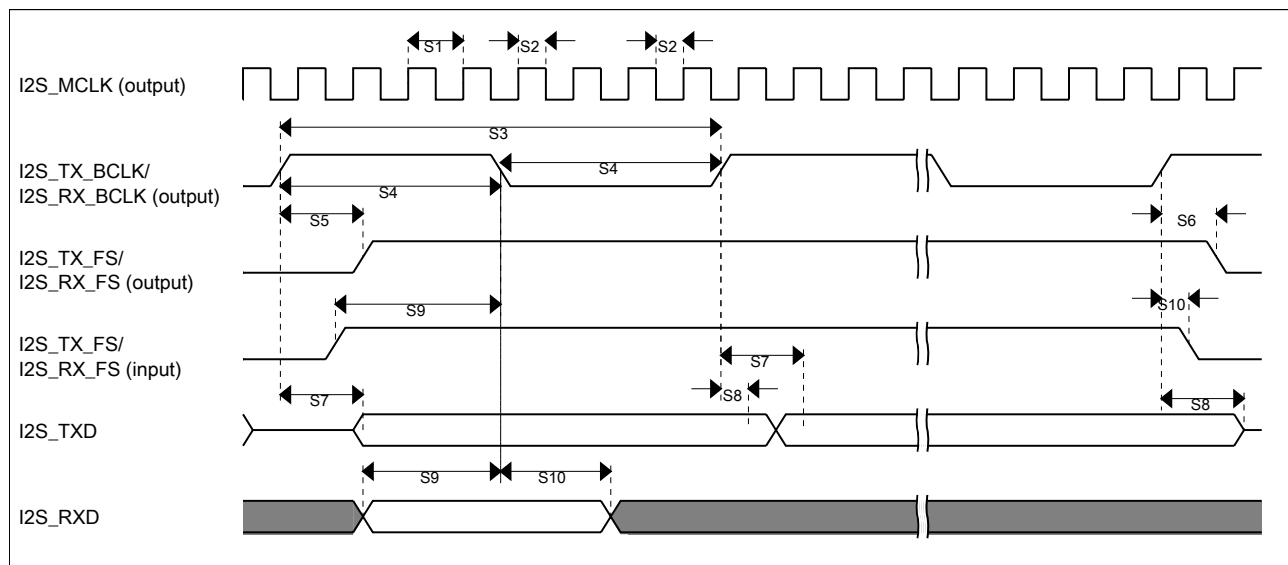 S1
S2
S2
I2S_MCLK (output)
S3
I2S_TX_BCLK/
I2S_RX_BCLK (output)
S4
S4
S5
S6
I2S_TX_FS/
I2S_RX_FS (output)
S9
S10
I2S_TX_FS/
I2S_RX_FS (input)
S7
S7
S8
S8
I2S_TXD
S9
S10
I2S_RXD